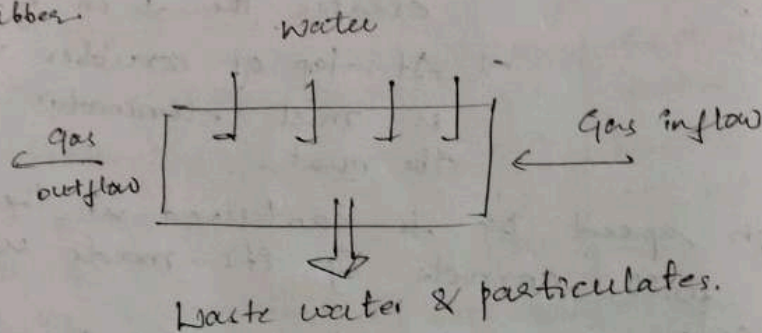 Water
Gas inflow
gas
outflow
Waste water & particulates.